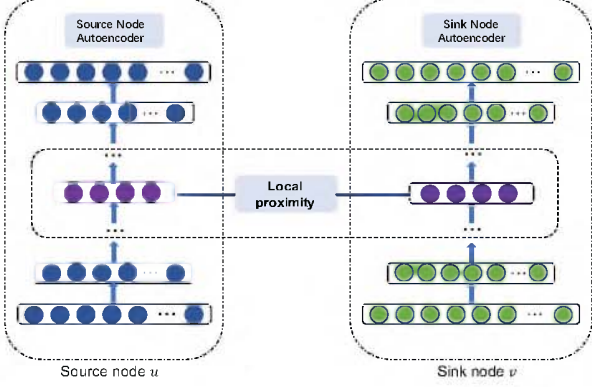 Source Node
Autoencoder
Sink Node
Autoencoder
...
...
...
...
...
...
Local
proximity
...
...
...
...
...
...
Source node u
Sink node v